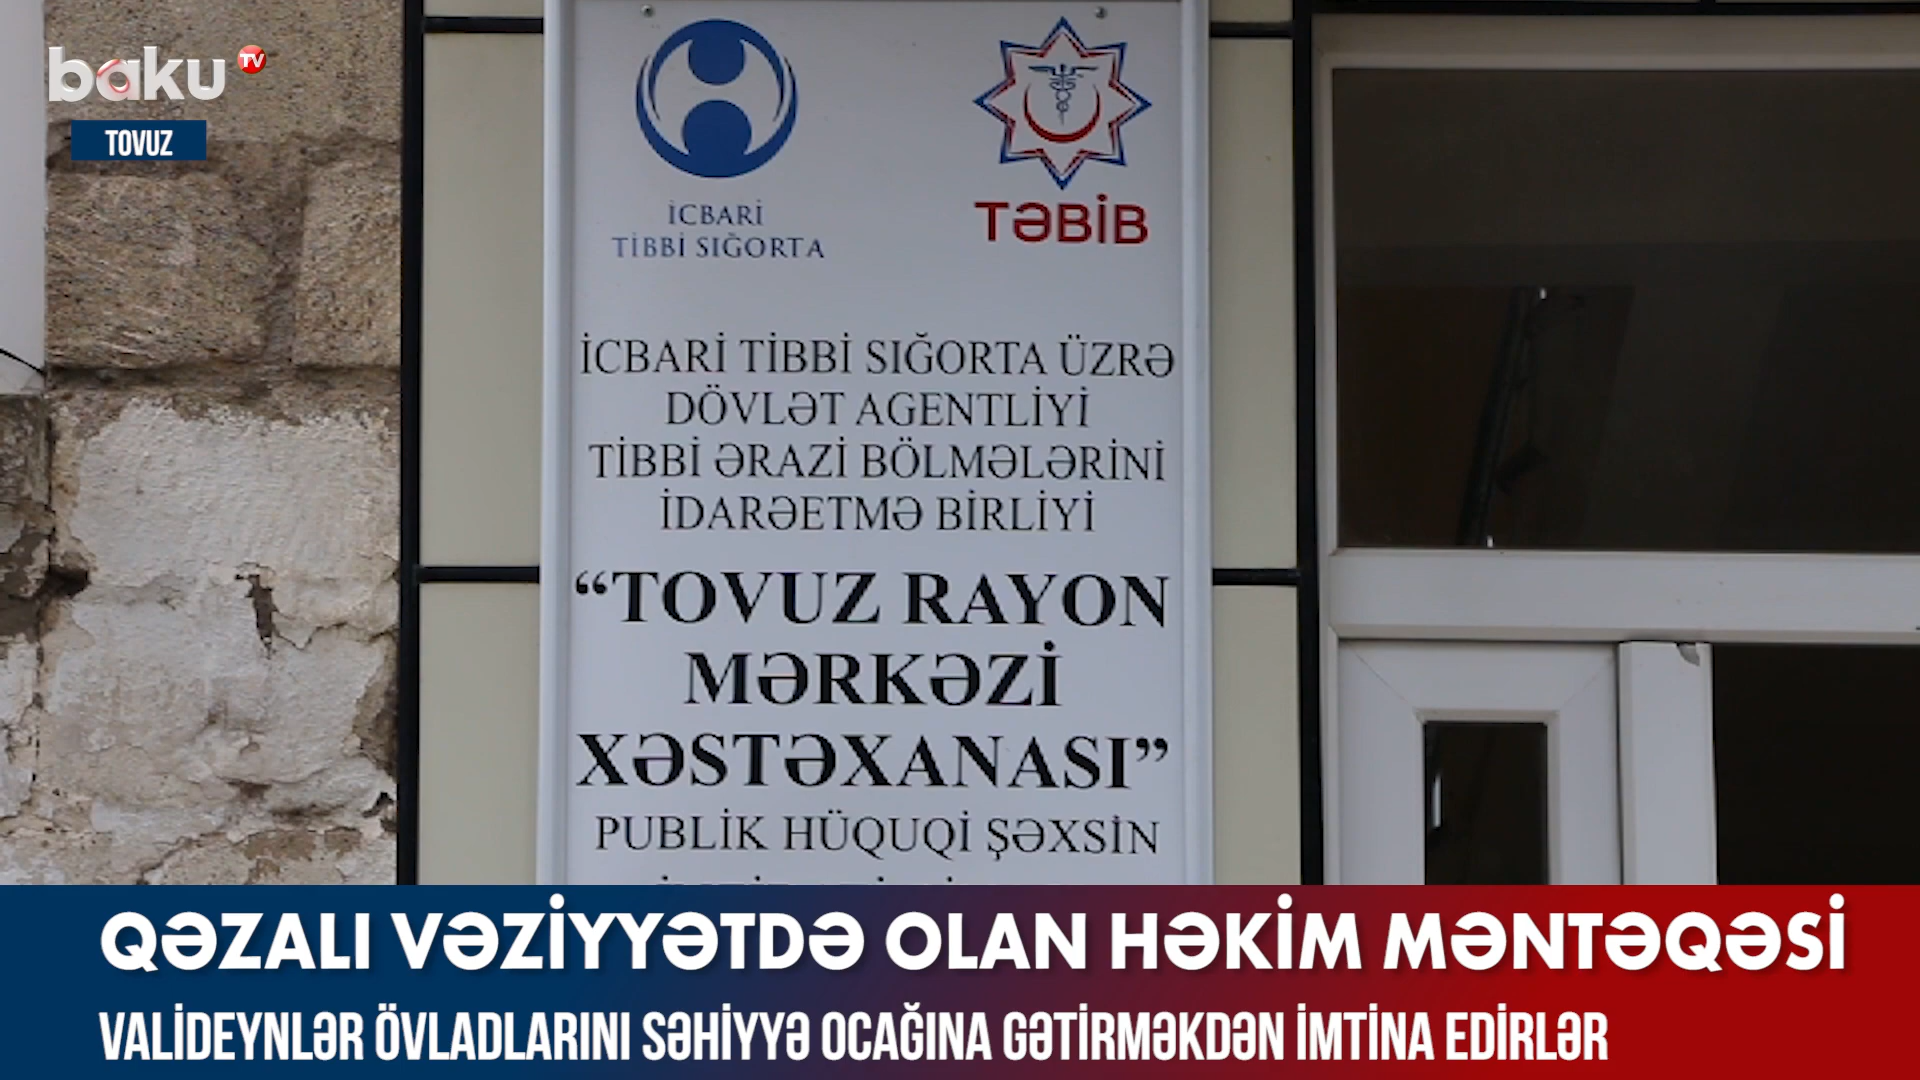 baku TV
TOVUZ
İCBARİ
TİBBİ SIĞORTA
TƏBİB
İCBARİ TİBBİ SIĞORTA ÜZRƏ
DÖVLƏT AGENTLİYİ
TİBBİ ƏRAZİ BÖLMƏLƏRİNİ
İDARƏETMƏ BİRLİYİ
“TOVUZ RAYON
MƏRKƏZİ
XƏSTƏXANASI”
PUBLİK HÜQUQİ ŞƏXSİN
QƏZALI VƏZİYYƏTDƏ OLAN HƏKİM MƏNTƏQƏSİ
VALİDEYNLƏR ÖVLADLARINI SƏHİYYƏ OCAĞINA GƏTİRMƏKDƏN İMTİNA EDİRLƏR